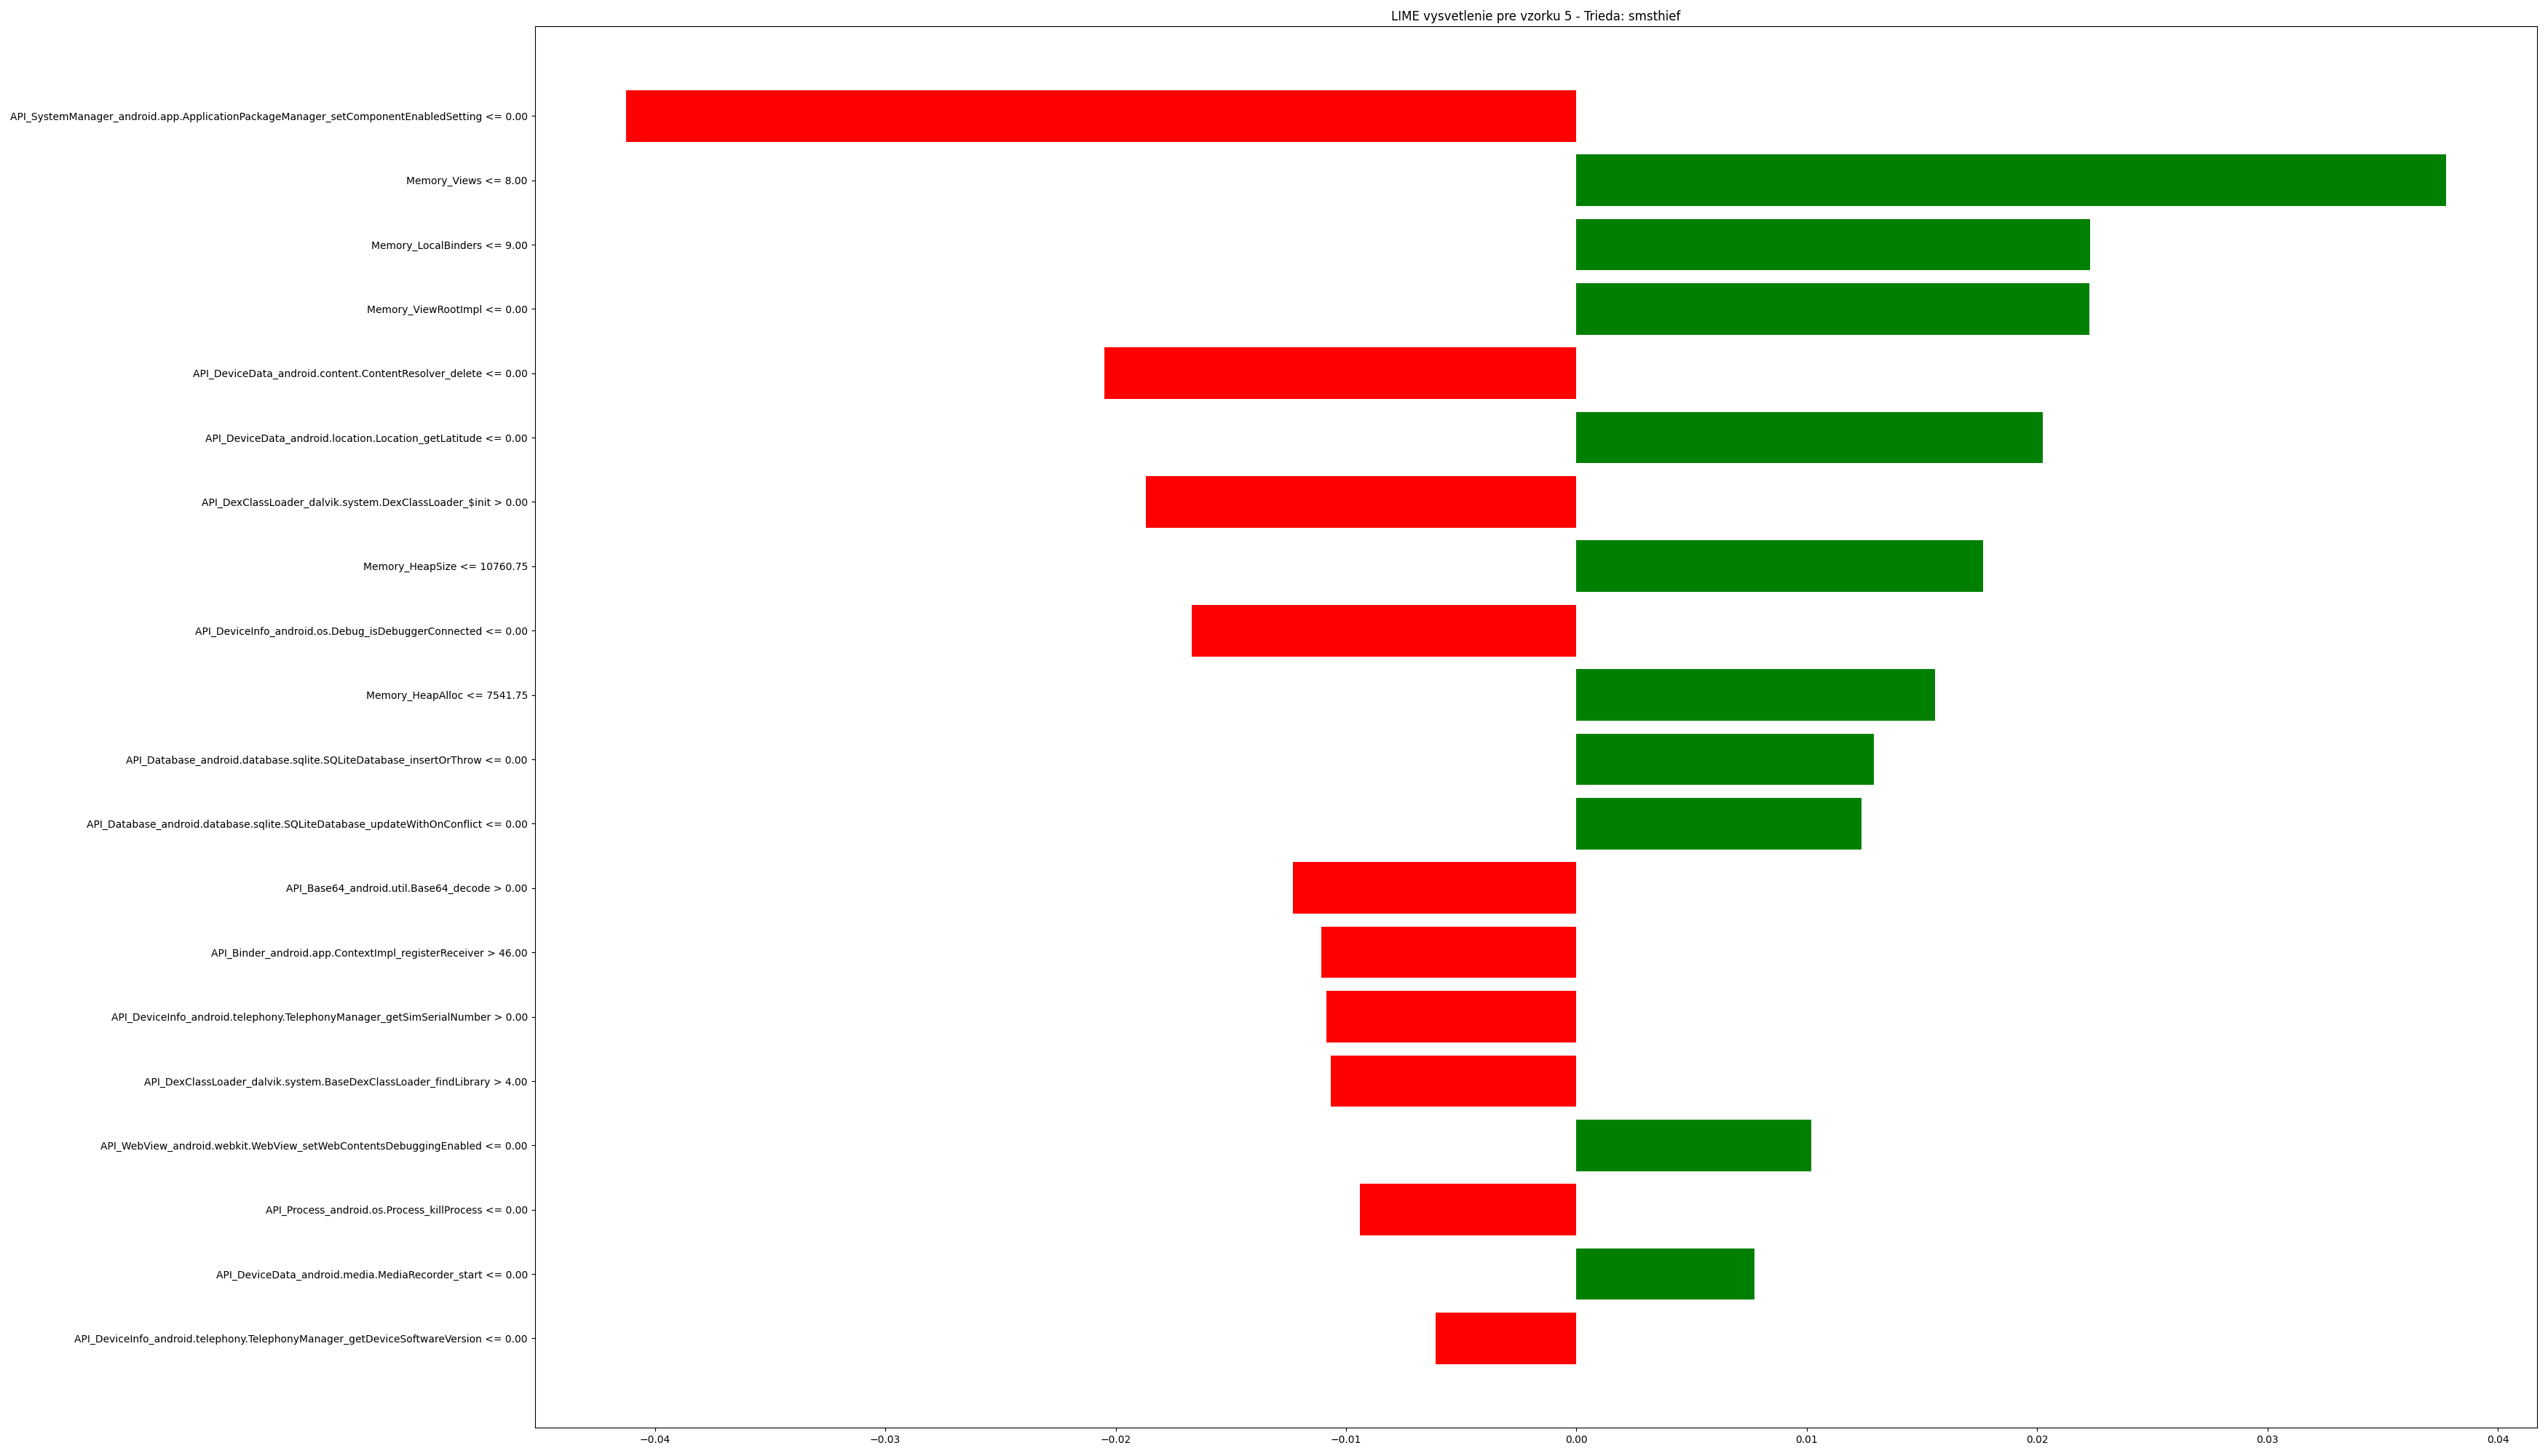 LIME vysvetlenie pre vzorku 5 - Trieda: smsthief
API_SystemManager_android.app.ApplicationPackageManager_setComponentEnabledSetting <= 0.00
Memory_Views <= 8.00
Memory_LocalBinders <= 9.00
Memory_ViewRootImpl <= 0.00
API_DeviceData_android.content.ContentResolver_delete <= 0.00
API_DeviceData_android.location.Location_getLatitude <= 0.00
API_DexClassLoader_dalvik.system.DexClassLoader_$init > 0.00
Memory_HeapSize <= 10760.75
API_DeviceInfo_android.os.Debug_isDebuggerConnected <= 0.00
Memory_HeapAlloc <= 7541.75
API_Database_android.database.sqlite.SQLiteDatabase_insertOrThrow <= 0.00
API_Database_android.database.sqlite.SQLiteDatabase_updateWithOnConflict <= 0.00
API_Base64_android.util.Base64_decode > 0.00
API_Binder_android.app.ContextImpl_registerReceiver > 46.00
API_DeviceInfo_android.telephony.TelephonyManager_getSimSerialNumber > 0.00
API_DexClassLoader_dalvik.system.BaseDexClassLoader_findLibrary > 4.00
API_WebView_android.webkit.WebView_setWebContentsDebuggingEnabled <= 0.00
API_Process_android.os.Process_killProcess <= 0.00
API_DeviceData_android.media.MediaRecorder_start <= 0.00
API_DeviceInfo_android.telephony.TelephonyManager_getDeviceSoftwareVersion <= 0.00
−0.04 −0.03 −0.02 −0.01 0.00 0.01 0.02 0.03 0.04